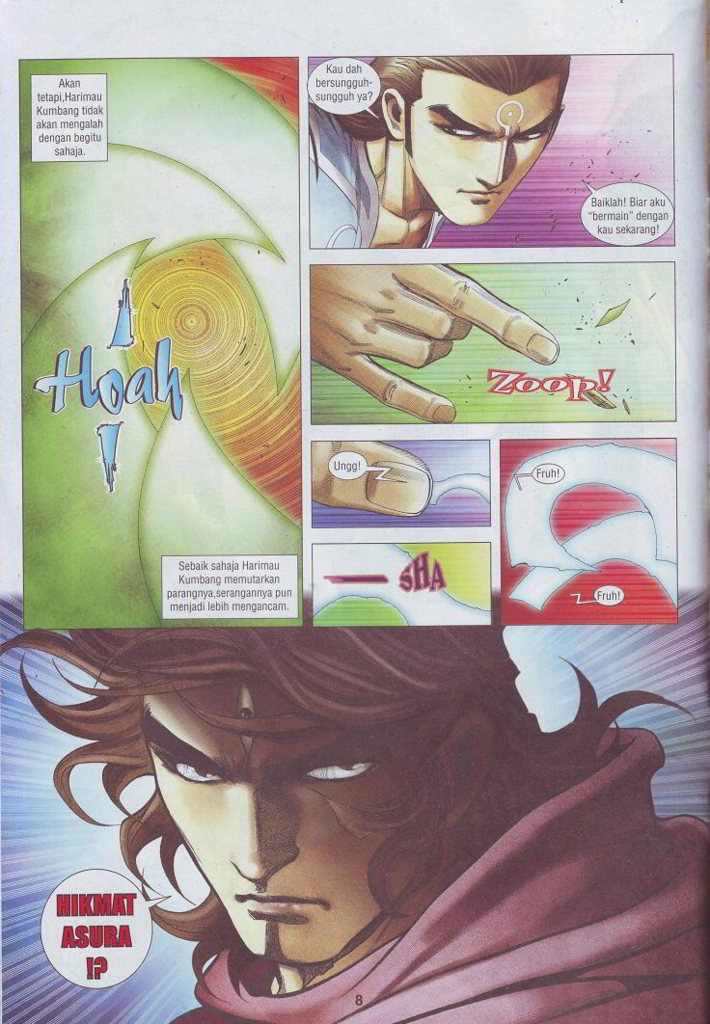 Akan
tetapi,Harimau
Kumbang tidak
akan mengalah
dengan begitu
sahaja.
Hoah
Sebaik sahaja Harimau
Kumbang memutarkan
parangnya,serangannya pun
menjadi lebih mengancam.
Kau dah
bersungguh-
sungguh ya?
Baiklah! Biar aku
"bermain" dengan
kau sekarang!
ZOOP!
Ungg!
Fruh!
Fruh!
SHA
HIKMAT
ASURA
!?
8